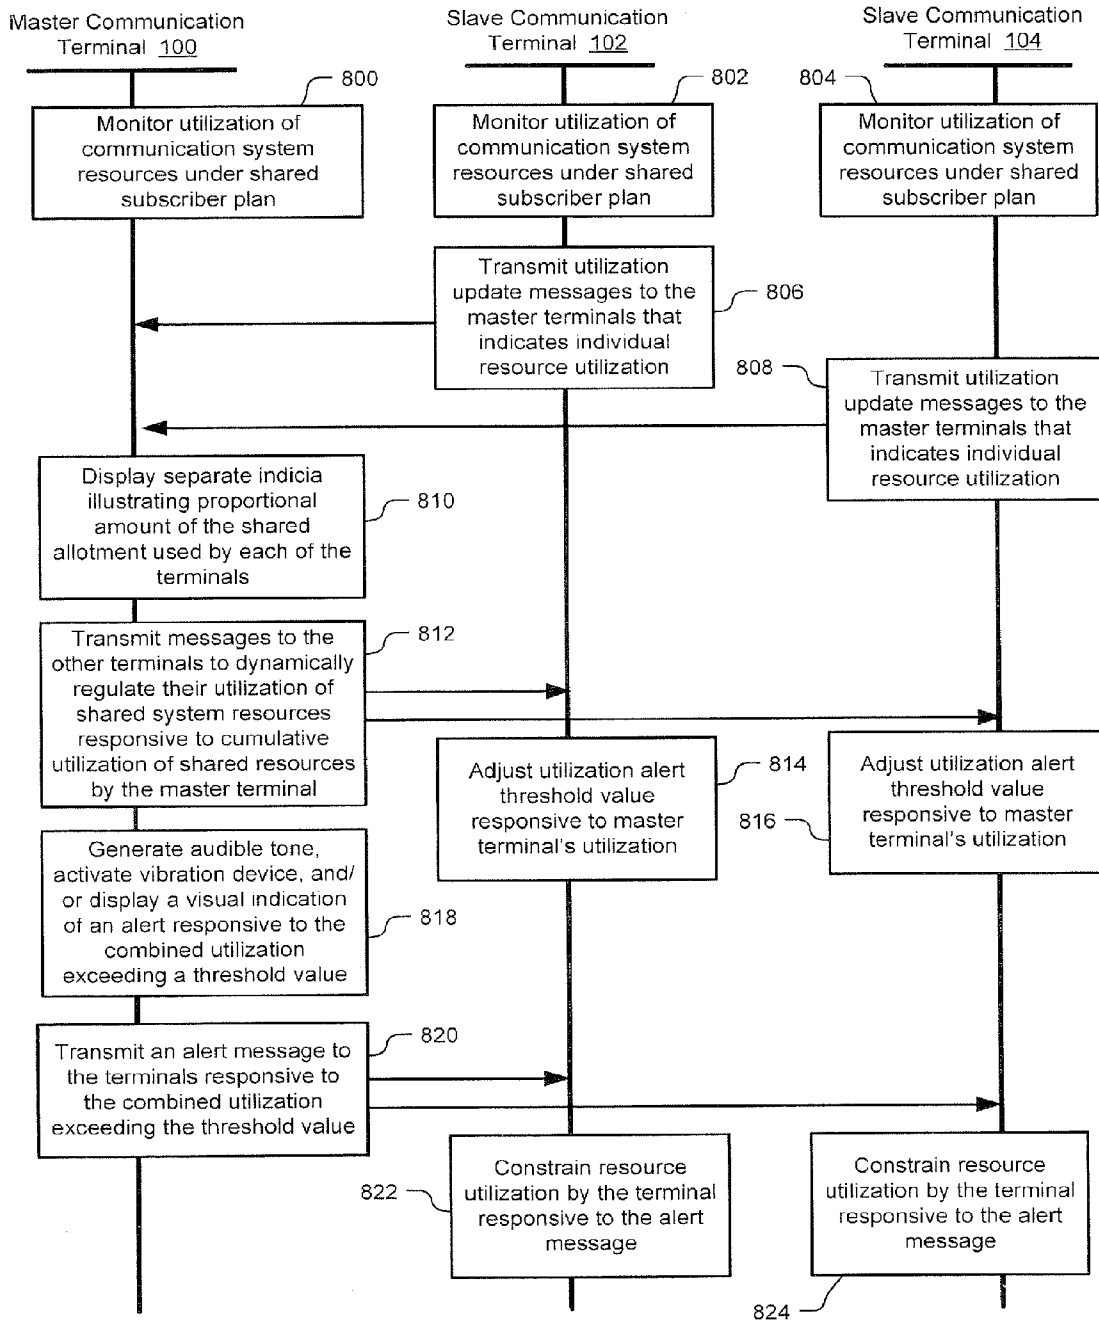 Master Communication
Terminal 100
Slave Communication
Terminal 102
Slave Communication
Terminal 104
800
Monitor utilization of
communication system
resources under shared
subscriber plan
802
Monitor utilization of
communication system
resources under shared
subscriber plan
804
Monitor utilization of
communication system
resources under shared
subscriber plan
Transmit utilization
update messages to the
master terminals that
indicates individual
resource utilization
806
808
Transmit utilization
update messages to the
master terminals that
indicates individual
resource utilization
Display separate indicia
illustrating proportional
amount of the shared
allotment used by each of the
terminals
810
Transmit messages to the
other terminals to dynamically
regulate their utilization of
shared system resources
responsive to cumulative
utilization of shared resources
by the master terminal
812
Adjust utilization alert
threshold value
responsive to master
terminal's utilization
814
816
Adjust utilization alert
threshold value
responsive to master
terminal's utilization
Generate audible tone,
activate vibration device, and/
or display a visual indication
of an alert responsive to the
combined utilization
exceeding a threshold value
818
Transmit an alert message to
the terminals responsive to
the combined utilization
exceeding the threshold value
820
822
Constrain resource
utilization by the terminal
responsive to the alert
message
Constrain resource
utilization by the terminal
responsive to the alert
message
824